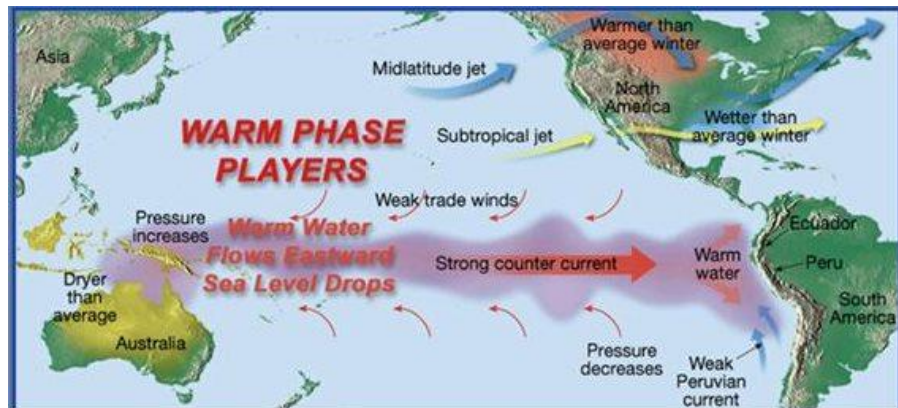 Asia
Warmer than
average winter
Midlatitude jet
North
America
Wetter than
average winter
Subtropical jet
WARM PHASE
PLAYERS
Weak trade winds
Pressure
increases
Warm Water
Flows Eastward
Sea Level Drops
Strong counter current
Warm
water
Ecuador
Peru
Dryer than
average
South
America
Australia
Pressure
decreases
Weak
Peruvian
current